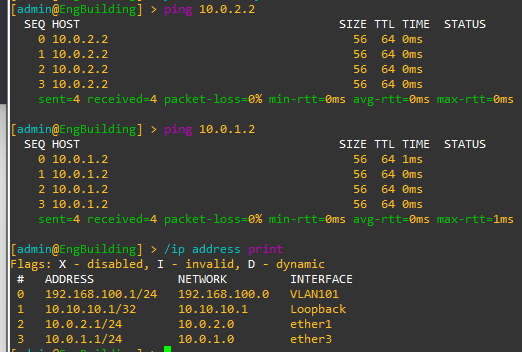 [admin@EngBuilding] > ping 10.0.2.2
SEQ HOST SIZE TTL TIME STATUS
0 10.0.2.2 56 64 0ms
1 10.0.2.2 56 64 0ms
2 10.0.2.2 56 64 0ms
3 10.0.2.2 56 64 0ms
sent=4 received=4 packet-loss=0% min-rtt=0ms avg-rtt=0ms max-rtt=0ms
[admin@EngBuilding] > ping 10.0.1.2
SEQ HOST SIZE TTL TIME STATUS
0 10.0.1.2 56 64 1ms
1 10.0.1.2 56 64 0ms
2 10.0.1.2 56 64 0ms
3 10.0.1.2 56 64 0ms
sent=4 received=4 packet-loss=0% min-rtt=0ms avg-rtt=0ms max-rtt=1ms
[admin@EngBuilding] > /ip address print
Flags: X - disabled, I - invalid, D - dynamic
# ADDRESS NETWORK INTERFACE
0 192.168.100.1/24 192.168.100.0 VLAN101
1 10.10.10.1/32 10.10.10.1 Loopback
2 10.0.2.1/24 10.0.2.0 ether1
3 10.0.1.1/24 10.0.1.0 ether3
[admin@EngBuilding] >